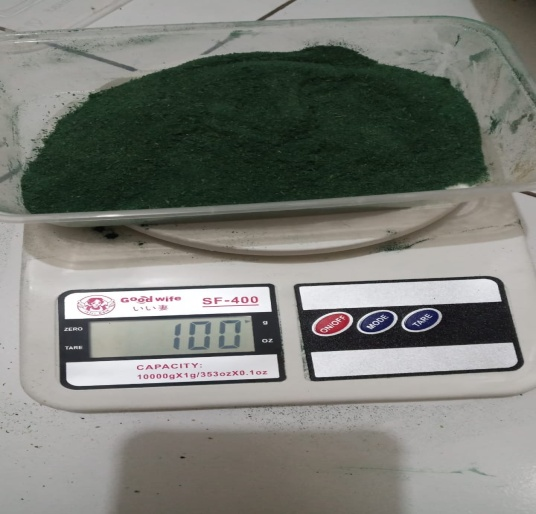 Good wife
いい妻
SF-400
ZERO
TARE
100
g
OZ
CAPACITY:
10000gX1g/353ozX0.1oz
ON/OFF
MODE
TARE